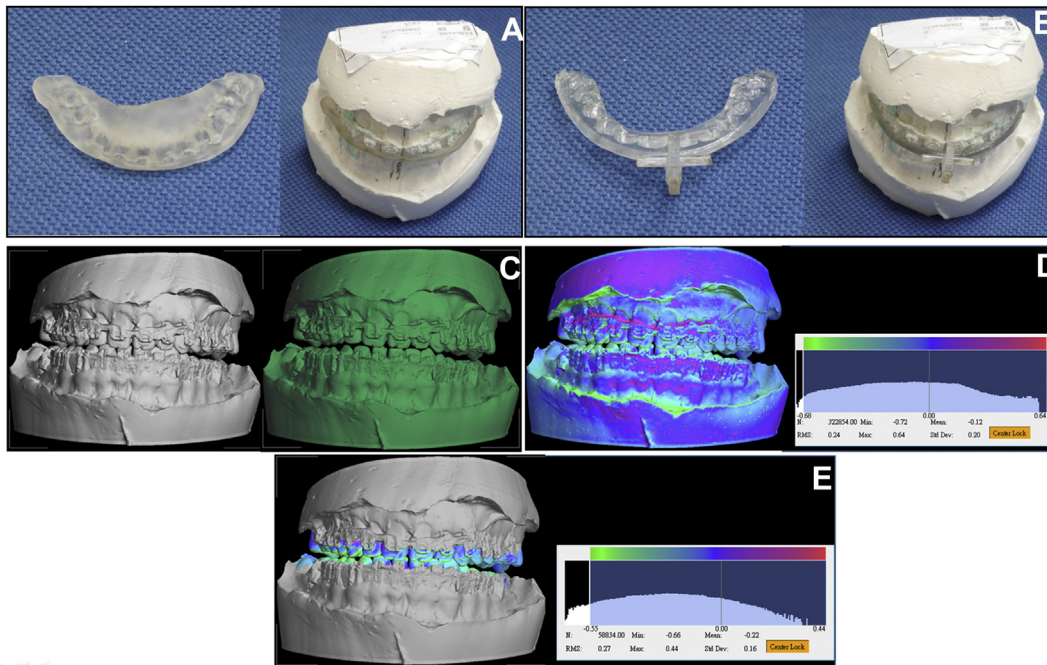 A
B
C
D
-0.68
0.00
0.64
N: 322854.00 Min: -0.72 Mean: -0.12
RMS: 0.24 Max: 0.64 Std Dev: 0.20 Center Lock
E
-0.55
0.00
0.44
N: 58834.00 Min: -0.66 Mean: -0.22
RMS: 0.27 Max: 0.44 Std Dev: 0.16 Center Lock